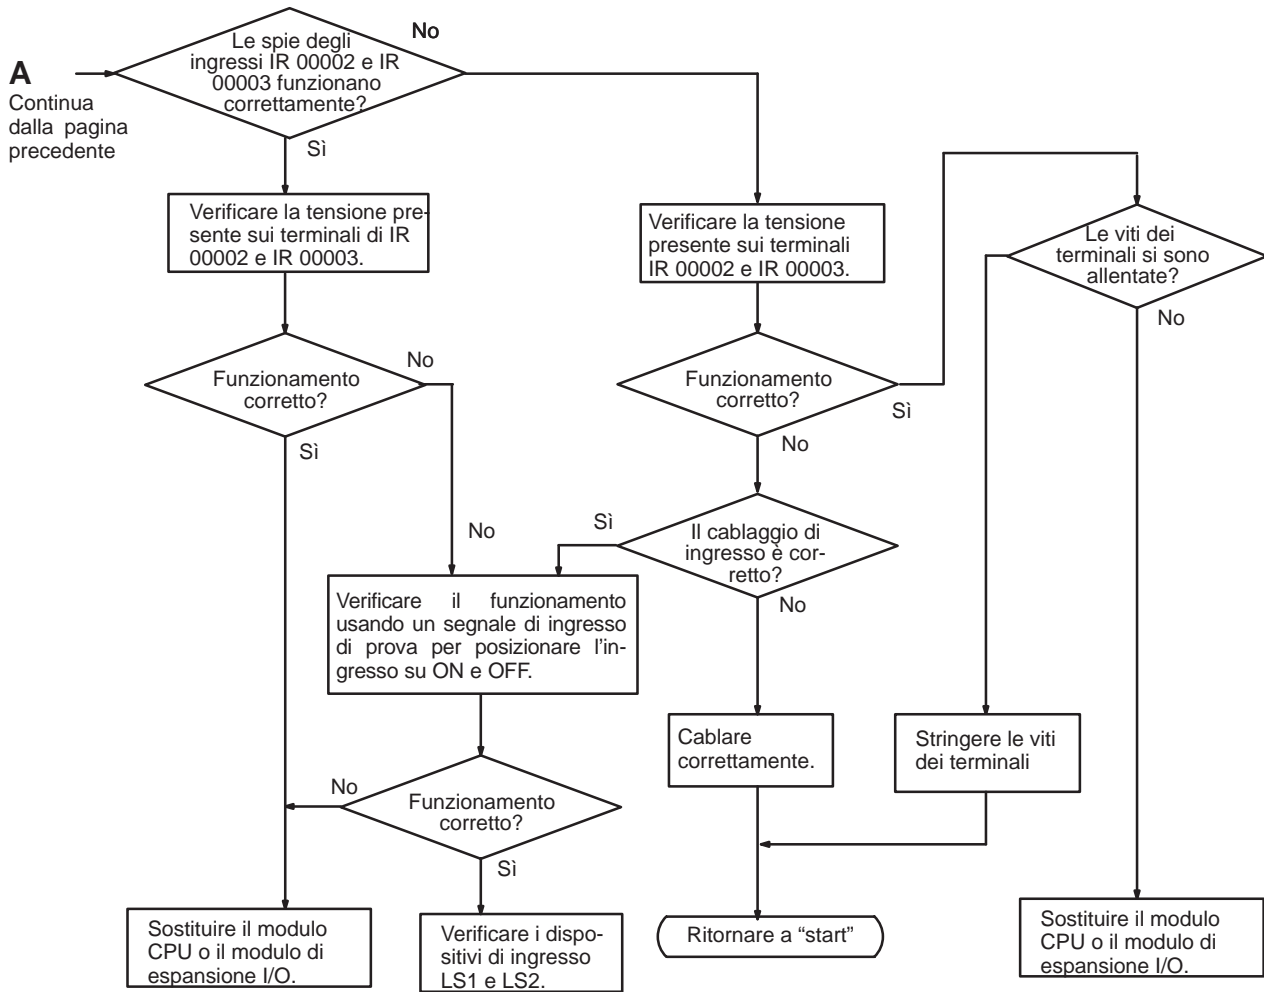 No
Le spie degli
ingressi IR 00002 e IR
00003 funzionano
correttamente?
A
Continua
dalla pagina
precedente
Sì
Verificare la tensione pre-
sente sui terminali di IR
00002 e IR 00003.
Verificare la tensione
presente sui terminali
IR 00002 e IR 00003.
Le viti dei
terminali si sono
allentate?
No
Funzionamento
corretto?
No
Sì
Funzionamento
corretto?
Sì
No
No
Sì
Il cablaggio di
ingresso è cor-
retto?
No
Verificare il funzionamento
usando un segnale di ingresso
di prova per posizionare l'in-
gresso su ON e OFF.
Cablare
correttamente.
Stringere le viti
dei terminali
No
Funzionamento
corretto?
Sì
Sostituire il modulo
CPU o il modulo di
espansione I/O.
Verificare i dispo-
sitivi di ingresso
LS1 e LS2.
Ritornare a “start”
Sostituire il modulo
CPU o il modulo di
espansione I/O.